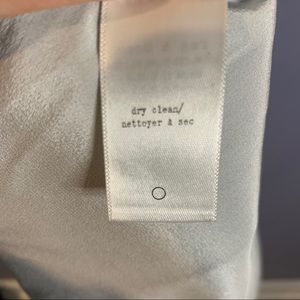 dry clean/
nettoyer à sec